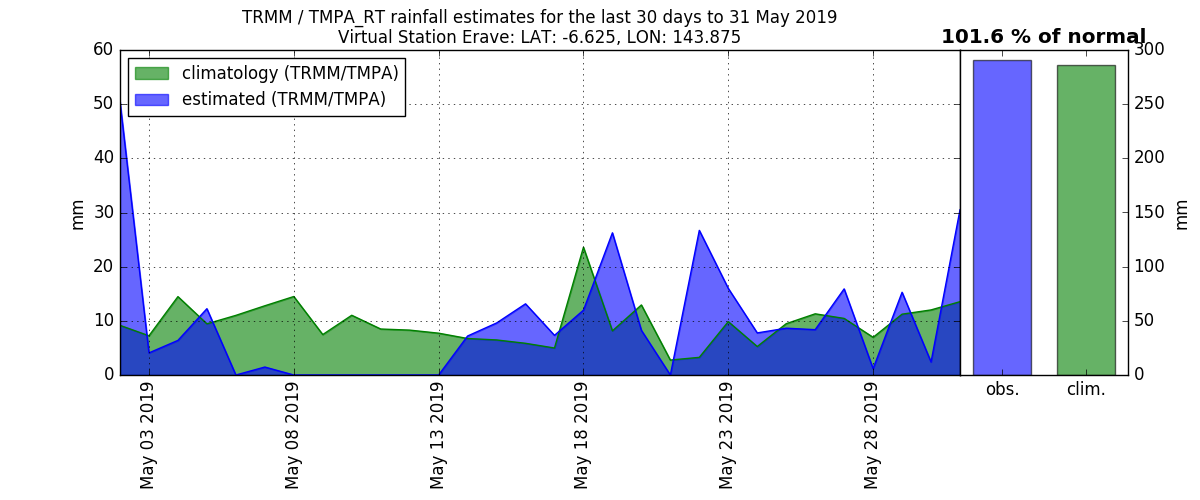 TRMM / TMPA_RT rainfall estimates for the last 30 days to 31 May 2019
Virtual Station Erave: LAT: -6.625, LON: 143.875
101.6 % of normal
climatology (TRMM/TMPA)
estimated (TRMM/TMPA)
60
50
40
30
20
10
0
mm
May 03 2019
May 08 2019
May 13 2019
May 18 2019
May 23 2019
May 28 2019
300
250
200
150
100
50
0
mm
obs.
clim.